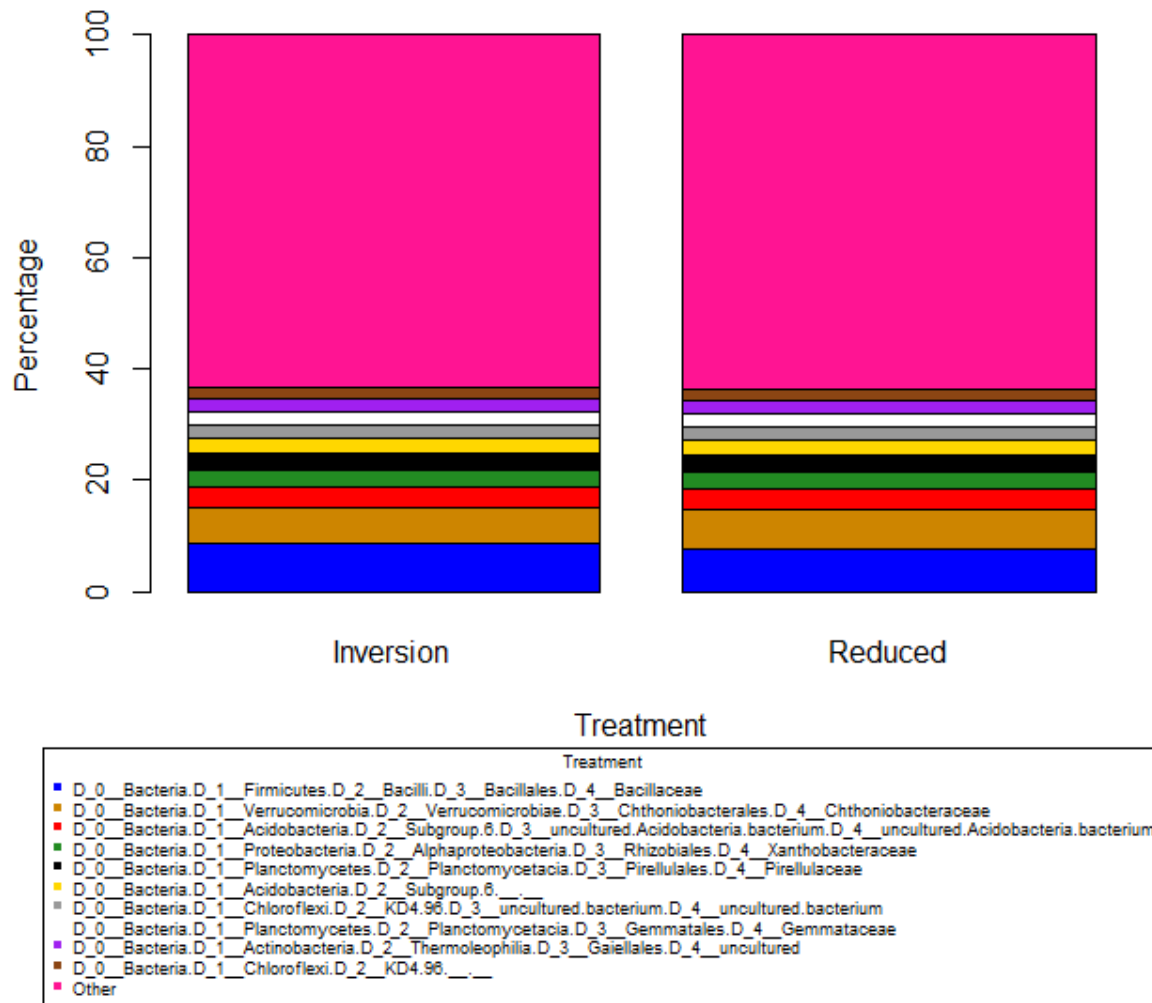 100
80
60
40
20
0
Percentage
Inversion Reduced
Treatment
Treatment
D_0__Bacteria.D_1__Firmicutes.D_2__Bacilli.D_3__Bacillales.D_4__Bacillaceae
D_0__Bacteria.D_1__Verrucomicrobia.D_2__Verrucomicrobiae.D_3__Chthoniobacterales.D_4__Chthoniobacteraceae
D_0__Bacteria.D_1__Acidobacteria.D_2__Subgroup.6.D_3__uncultured.Acidobacteria.bacterium.D_4__uncultured.Acidobacteria.bacterium
D_0__Bacteria.D_1__Proteobacteria.D_2__Alphaproteobacteria.D_3__Rhizobiales.D_4__Xanthobacteraceae
D_0__Bacteria.D_1__Planctomycetes.D_2__Planctomycetacia.D_3__Pirellulales.D_4__Pirellulaceae
D_0__Bacteria.D_1__Acidobacteria.D_2__Subgroup.6.__.__
D_0__Bacteria.D_1__Chloroflexi.D_2__KD4.96.D_3__uncultured.bacterium.D_4__uncultured.bacterium
D_0__Bacteria.D_1__Planctomycetes.D_2__Planctomycetacia.D_3__Gemmatales.D_4__Gemmataceae
D_0__Bacteria.D_1__Actinobacteria.D_2__Thermoleophilia.D_3__Gaiellales.D_4__uncultured
D_0__Bacteria.D_1__Chloroflexi.D_2__KD4.96.__.__
Other